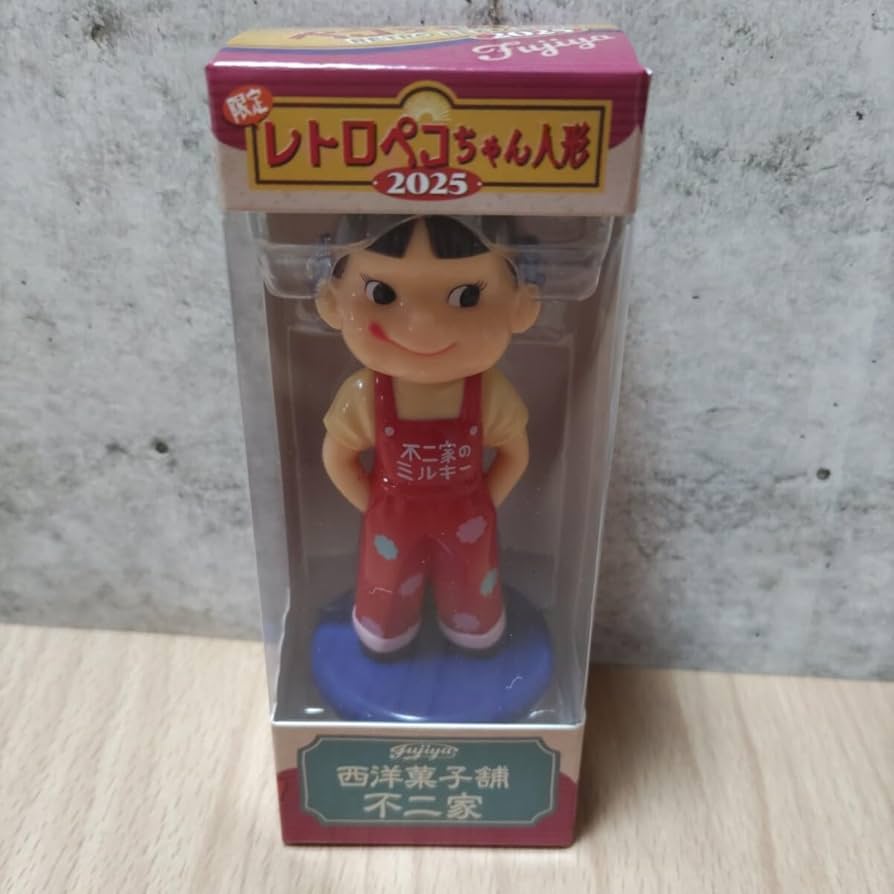 2025
Fujiya
限定
レトロペコちゃん人形
2025
不二家の
ミルキー
Fujiya
西洋菓子舗
不二家